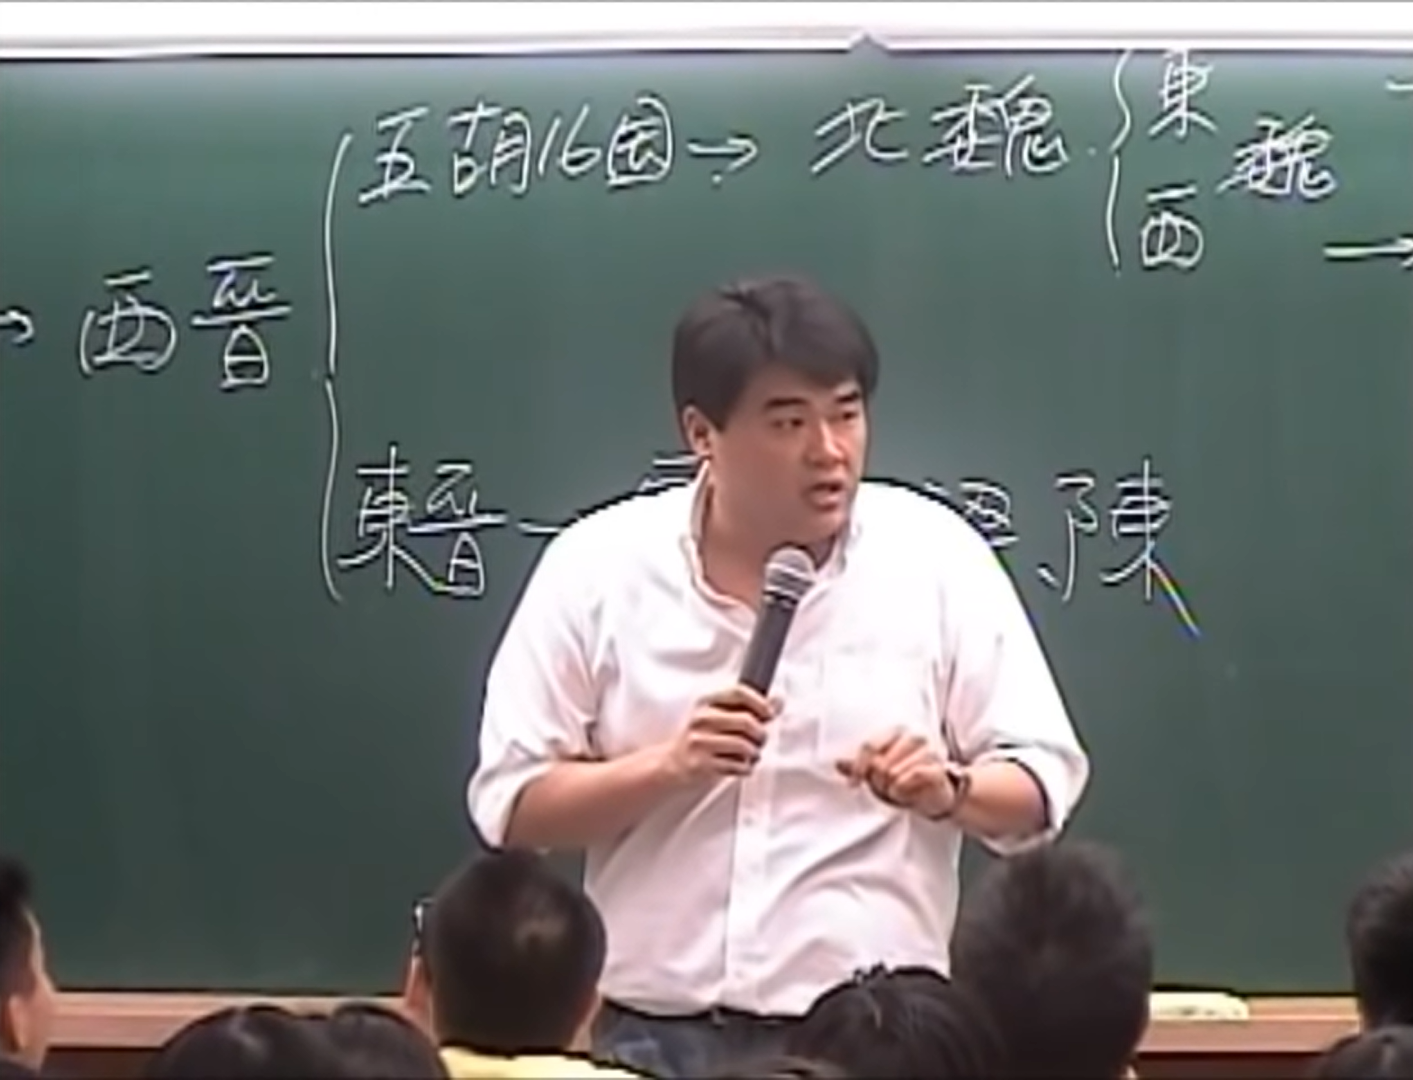 五胡16国→北魏{東
西 魏
→
→西晉
東晉
、陳